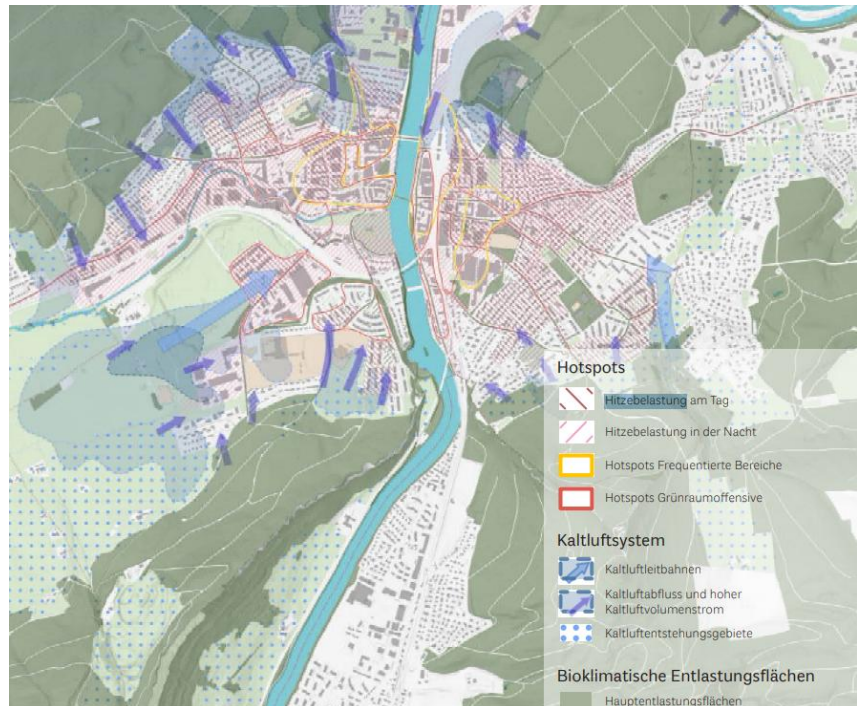 Hotspots
Hitzebelastung am Tag
Hitzebelastung in der Nacht
Hotspots Frequentierte Bereiche
Hotspots Grünraumoffensive
Kaltluftsystem
Kaltluftleitbahnen
Kaltluftabfluss und hoher
Kaltluftvolumenstrom
Kaltluftentstehungsgebiete
Bioklimatische Entlastungsflächen
Hauptentlastungsflächen